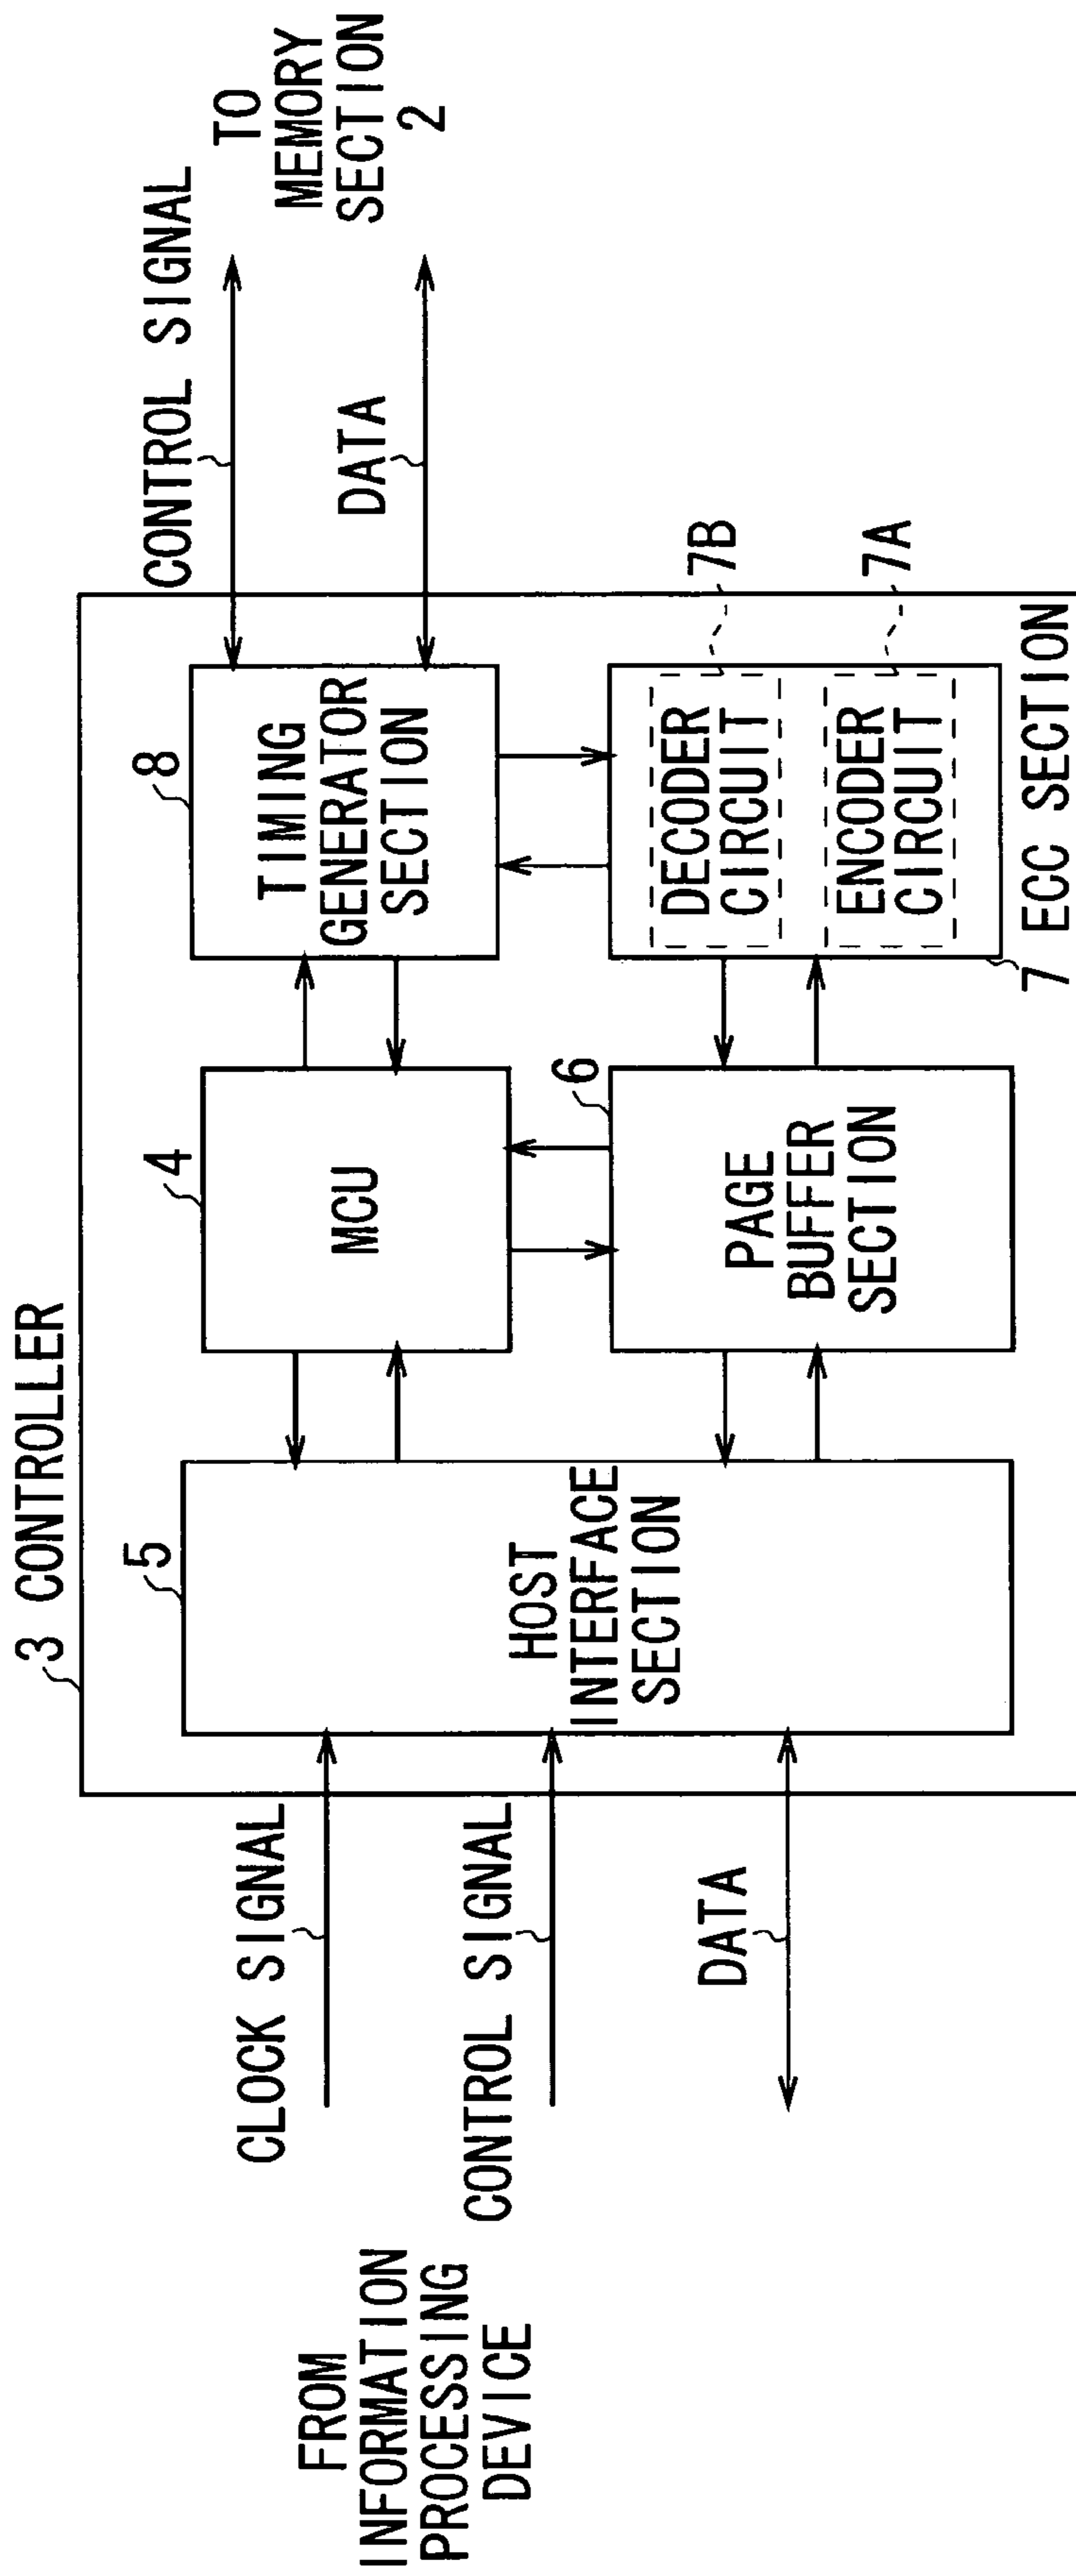 3 CONTROLLER
FROM
INFORMATION
PROCESSING
DEVICE
CLOCK SIGNAL
CONTROL SIGNAL
DATA
5
HOST
INTERFACE
SECTION
4
MCU
6
PAGE
BUFFER
SECTION
8
TIMING
GENERATOR
SECTION
DECODER
CIRCUIT
7B
ENCODER
CIRCUIT
7A
7 ECC SECTION
CONTROL SIGNAL
DATA
TO
MEMORY
SECTION
2